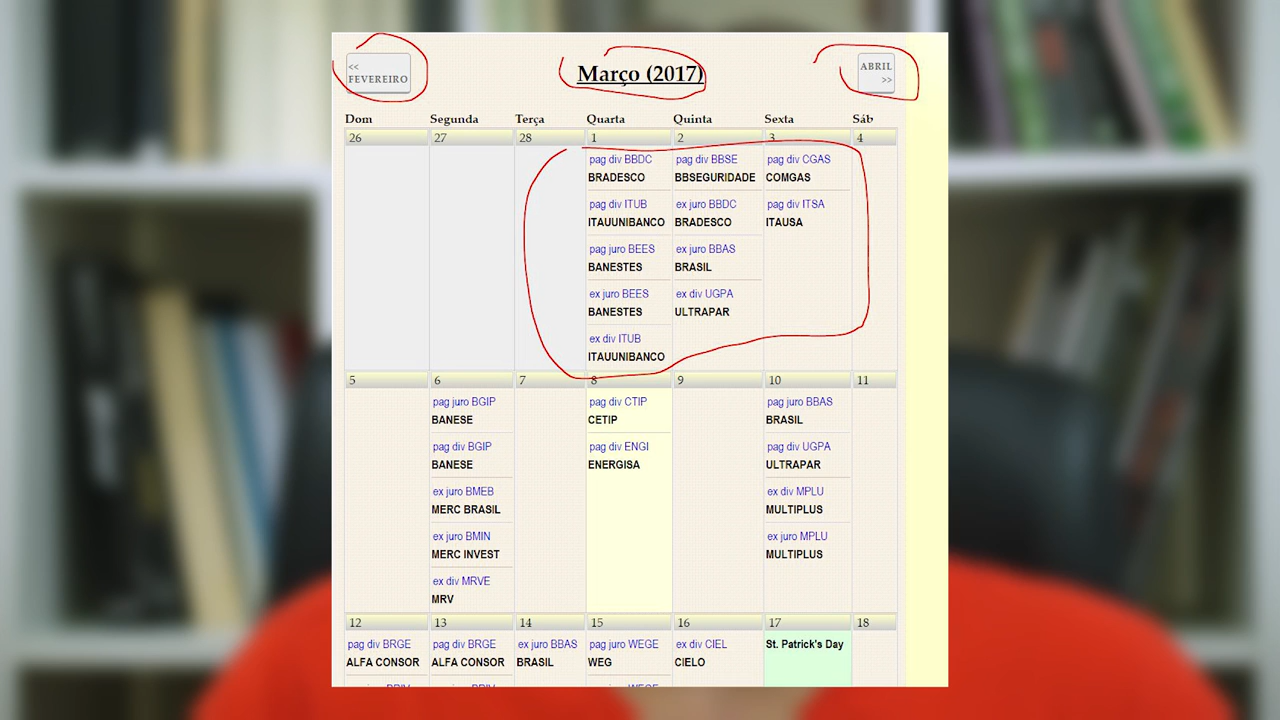 << FEVEREIRO
Março (2017)
ABRIL >>
Dom Segunda Terça Quarta Quinta Sexta Sáb
26 27 28 1 2 3 4
pag div BBDC pag div BBSE pag div CGAS
BRADESCO BBSEGURIDADE COMGAS
pag div ITUB ex juro BBDC pag div ITSA
ITAUUNIBANCO BRADESCO ITAUSA
pag juro BEES ex juro BBAS
BANESTES BRASIL
ex juro BEES ex div UGPA
BANESTES ULTRAPAR
ex div ITUB
ITAUUNIBANCO
5 6 7 8 9 10 11
pag juro BGIP pag div CTIP pag juro BBAS
BANESE CETIP BRASIL
pag div BGIP pag div ENGI pag div UGPA
BANESE ENERGISA ULTRAPAR
ex juro BMEB ex div MPLU
MERC BRASIL MULTIPLUS
ex juro BMIN ex juro MPLU
MERC INVEST MULTIPLUS
ex div MRVE
MRV
12 13 14 15 16 17 18
pag div BRGE pag div BRGE ex juro BBAS pag juro WEGE ex div CIEL St. Patrick's Day
ALFA CONSOR ALFA CONSOR BRASIL WEG CIELO